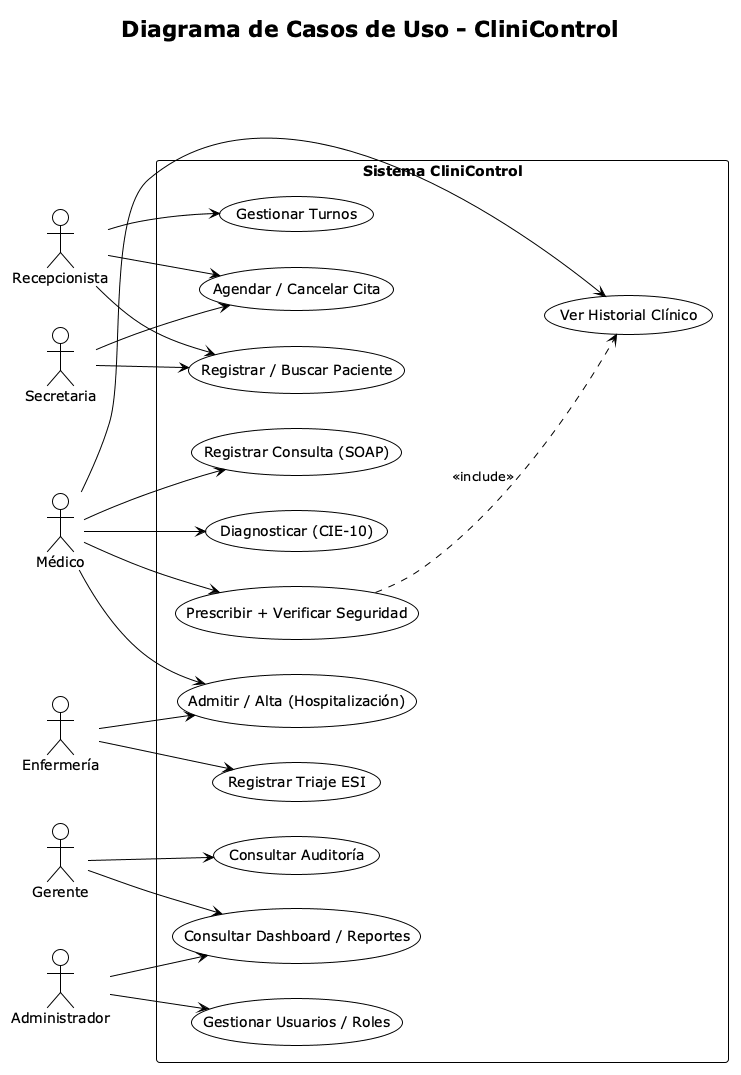 Diagrama de Casos de Uso - CliniControl
Sistema CliniControl
Gestionar Turnos
Recepcionista
Agendar / Cancelar Cita
Ver Historial Clínico
Registrar / Buscar Paciente
Secretaria
Registrar Consulta (SOAP)
«include»
Diagnosticar (CIE-10)
Médico
Prescribir + Verificar Seguridad
Admitir / Alta (Hospitalización)
Enfermería
Registrar Triaje ESI
Consultar Auditoría
Gerente
Consultar Dashboard / Reportes
Administrador
Gestionar Usuarios / Roles